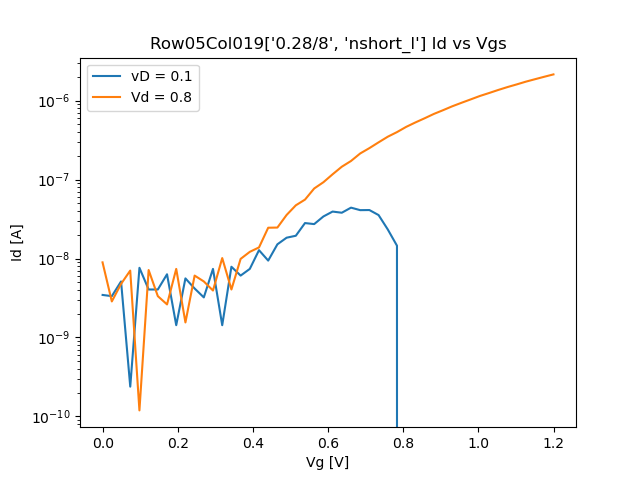 Row05Col019['0.28/8', 'nshort_l'] Id vs Vgs
vD = 0.1
Vd = 0.8
Id [A]
10⁻⁶
10⁻⁷
10⁻⁸
10⁻⁹
10⁻¹⁰
0.0 0.2 0.4 0.6 0.8 1.0 1.2
Vg [V]